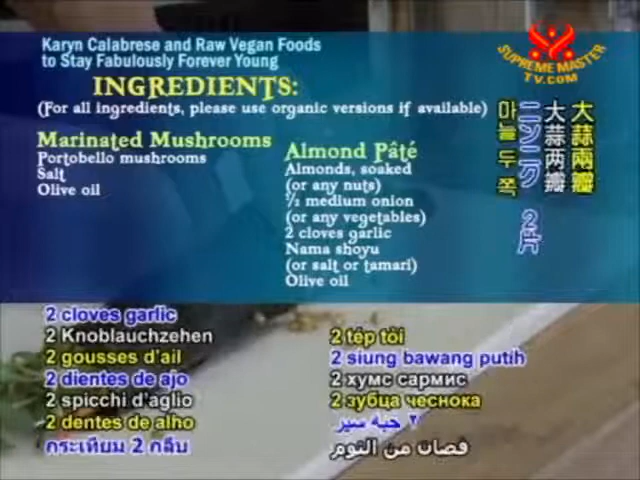 Karyn Calabrese and Raw Vegan Foods
to Stay Fabulously Forever Young
SUPREME MASTER
TV.COM
INGREDIENTS:
(For all ingredients, please use organic versions if available)
Marinated Mushrooms
Portobello mushrooms
Salt
Olive oil
Almond Pâté
Almonds, soaked
(or any nuts)
½ medium onion
(or any vegetables)
2 cloves garlic
Nama shoyu
(or salt or tamari)
Olive oil
마늘 두 쪽
ニンニク 2片
大蒜两瓣
大蒜兩瓣
2 cloves garlic
2 Knoblauchzehen
2 gousses d'ail
2 dientes de ajo
2 spicchi d'aglio
2 dentes de alho
กระเทียม 2 กลีบ
2 tép tỏi
2 siung bawang putih
2 хумс сармис
2 зубца чеснока
۲ حبه سیر
فصان من الثوم